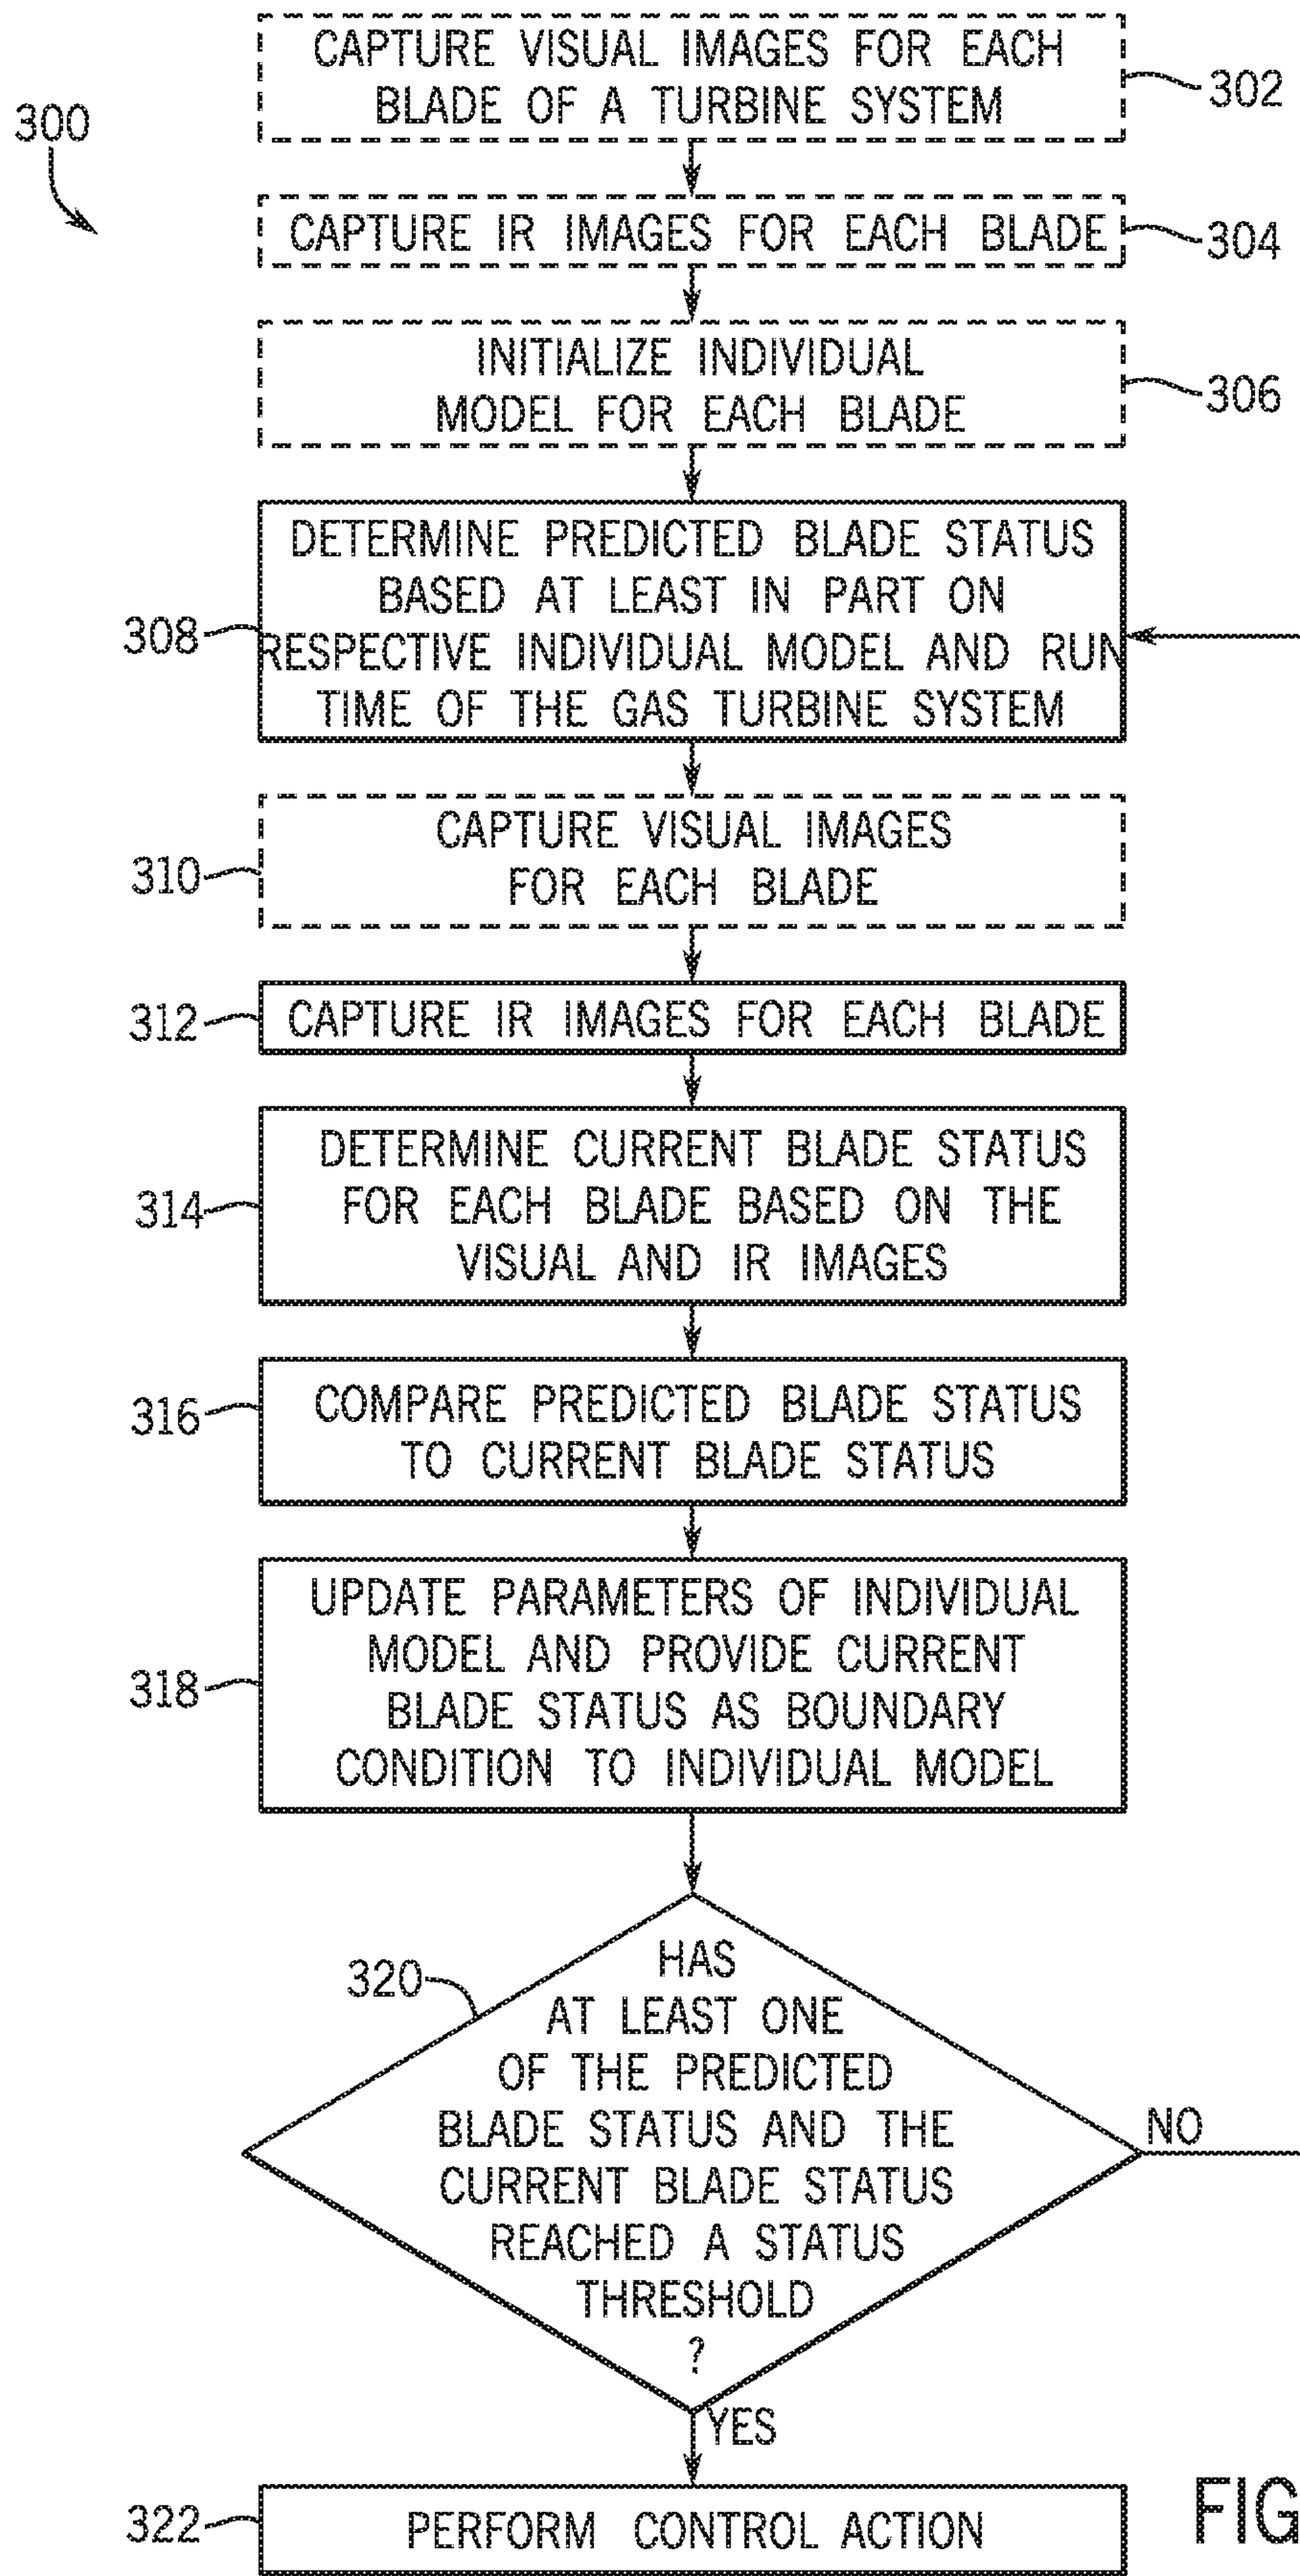 300
CAPTURE VISUAL IMAGES FOR EACH
BLADE OF A TURBINE SYSTEM
302
CAPTURE IR IMAGES FOR EACH BLADE
304
INITIALIZE INDIVIDUAL
MODEL FOR EACH BLADE
306
DETERMINE PREDICTED BLADE STATUS
BASED AT LEAST IN PART ON
RESPECTIVE INDIVIDUAL MODEL AND RUN
TIME OF THE GAS TURBINE SYSTEM
308
CAPTURE VISUAL IMAGES
FOR EACH BLADE
310
CAPTURE IR IMAGES FOR EACH BLADE
312
DETERMINE CURRENT BLADE STATUS
FOR EACH BLADE BASED ON THE
VISUAL AND IR IMAGES
314
COMPARE PREDICTED BLADE STATUS
TO CURRENT BLADE STATUS
316
UPDATE PARAMETERS OF INDIVIDUAL
MODEL AND PROVIDE CURRENT
BLADE STATUS AS BOUNDARY
CONDITION TO INDIVIDUAL MODEL
318
320
HAS
AT LEAST ONE
OF THE PREDICTED
BLADE STATUS AND THE
CURRENT BLADE STATUS
REACHED A STATUS
THRESHOLD
?
NO
YES
PERFORM CONTROL ACTION
322
FIG